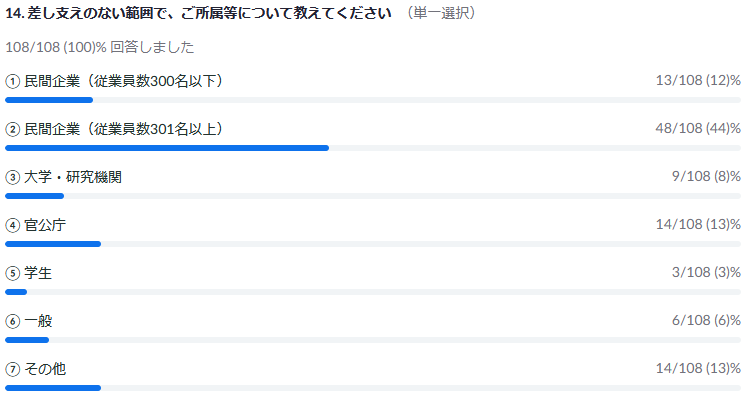 14. 差し支えのない範囲で、ご所属等について教えてください （単一選択）
108/108 (100)% 回答しました
① 民間企業（従業員数300名以下） 13/108 (12)%
② 民間企業（従業員数301名以上） 48/108 (44)%
③ 大学・研究機関 9/108 (8)%
④ 官公庁 14/108 (13)%
⑤ 学生 3/108 (3)%
⑥ 一般 6/108 (6)%
⑦ その他 14/108 (13)%